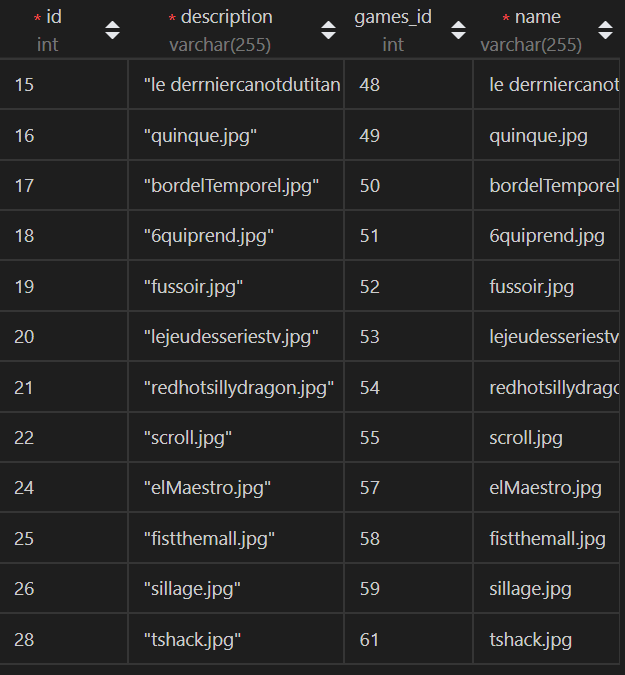 * id * description games_id * name
int varchar(255) int varchar(255)
15 "le derrniercanotdutitan 48 le derrniercanot
16 "quinque.jpg" 49 quinque.jpg
17 "bordelTemporel.jpg" 50 bordelTemporel
18 "6quiprend.jpg" 51 6quiprend.jpg
19 "fussoir.jpg" 52 fussoir.jpg
20 "lejeudesseriestv.jpg" 53 lejeudesseriestv
21 "redhotsillydragon.jpg" 54 redhotsillydrago
22 "scroll.jpg" 55 scroll.jpg
24 "elMaestro.jpg" 57 elMaestro.jpg
25 "fistthemall.jpg" 58 fistthemall.jpg
26 "sillage.jpg" 59 sillage.jpg
28 "tshack.jpg" 61 tshack.jpg